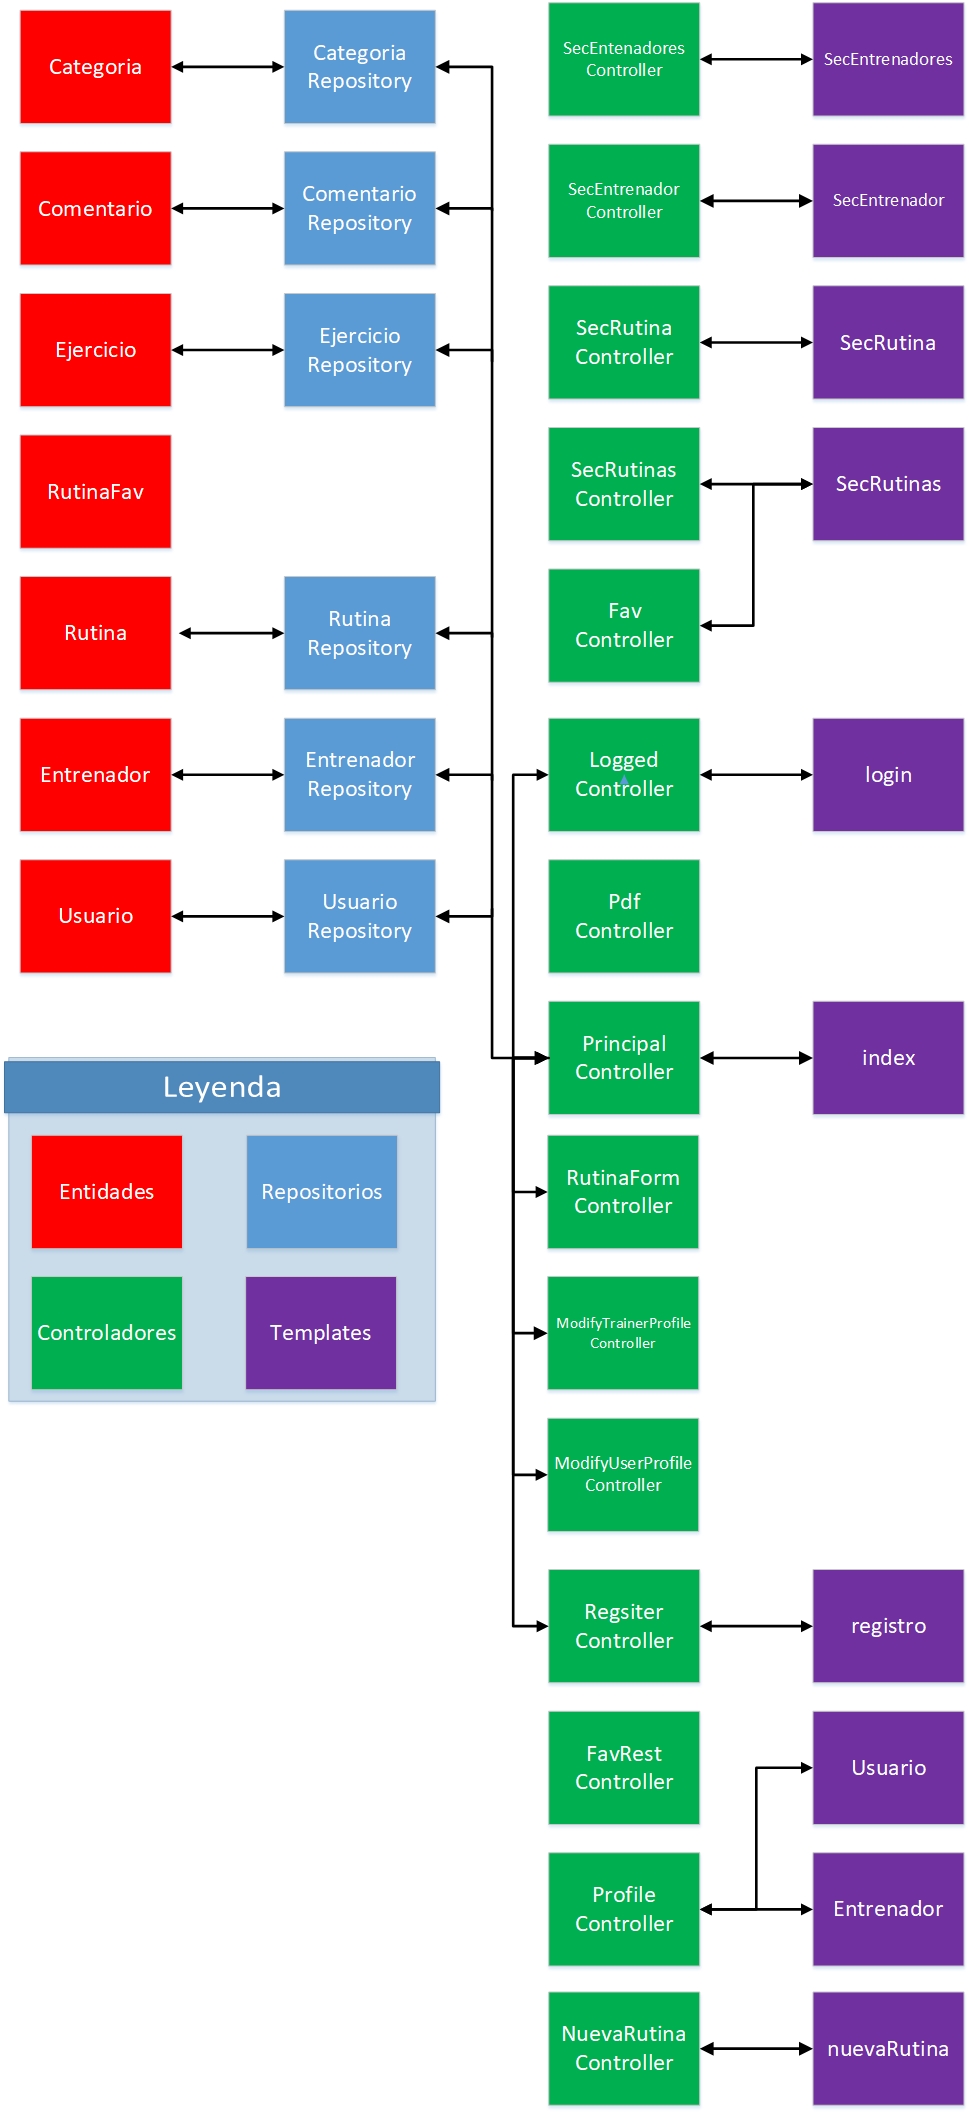 Categoria
Categoria
Repository
Comentario
Comentario
Repository
Ejercicio
Ejercicio
Repository
RutinaFav
Rutina
Rutina
Repository
Entrenador
Entrenador
Repository
Usuario
Usuario
Repository
Leyenda
Entidades
Repositorios
Controladores
Templates
SecEntenadores
Controller
SecEntrenadores
SecEntrenador
Controller
SecEntrenador
SecRutina
Controller
SecRutina
SecRutinas
Controller
SecRutinas
Fav
Controller
Logged
Controller
login
Pdf
Controller
Principal
Controller
index
RutinaForm
Controller
ModifyTrainerProfile
Controller
ModifyUserProfile
Controller
Regsiter
Controller
registro
FavRest
Controller
Usuario
Profile
Controller
Entrenador
NuevaRutina
Controller
nuevaRutina